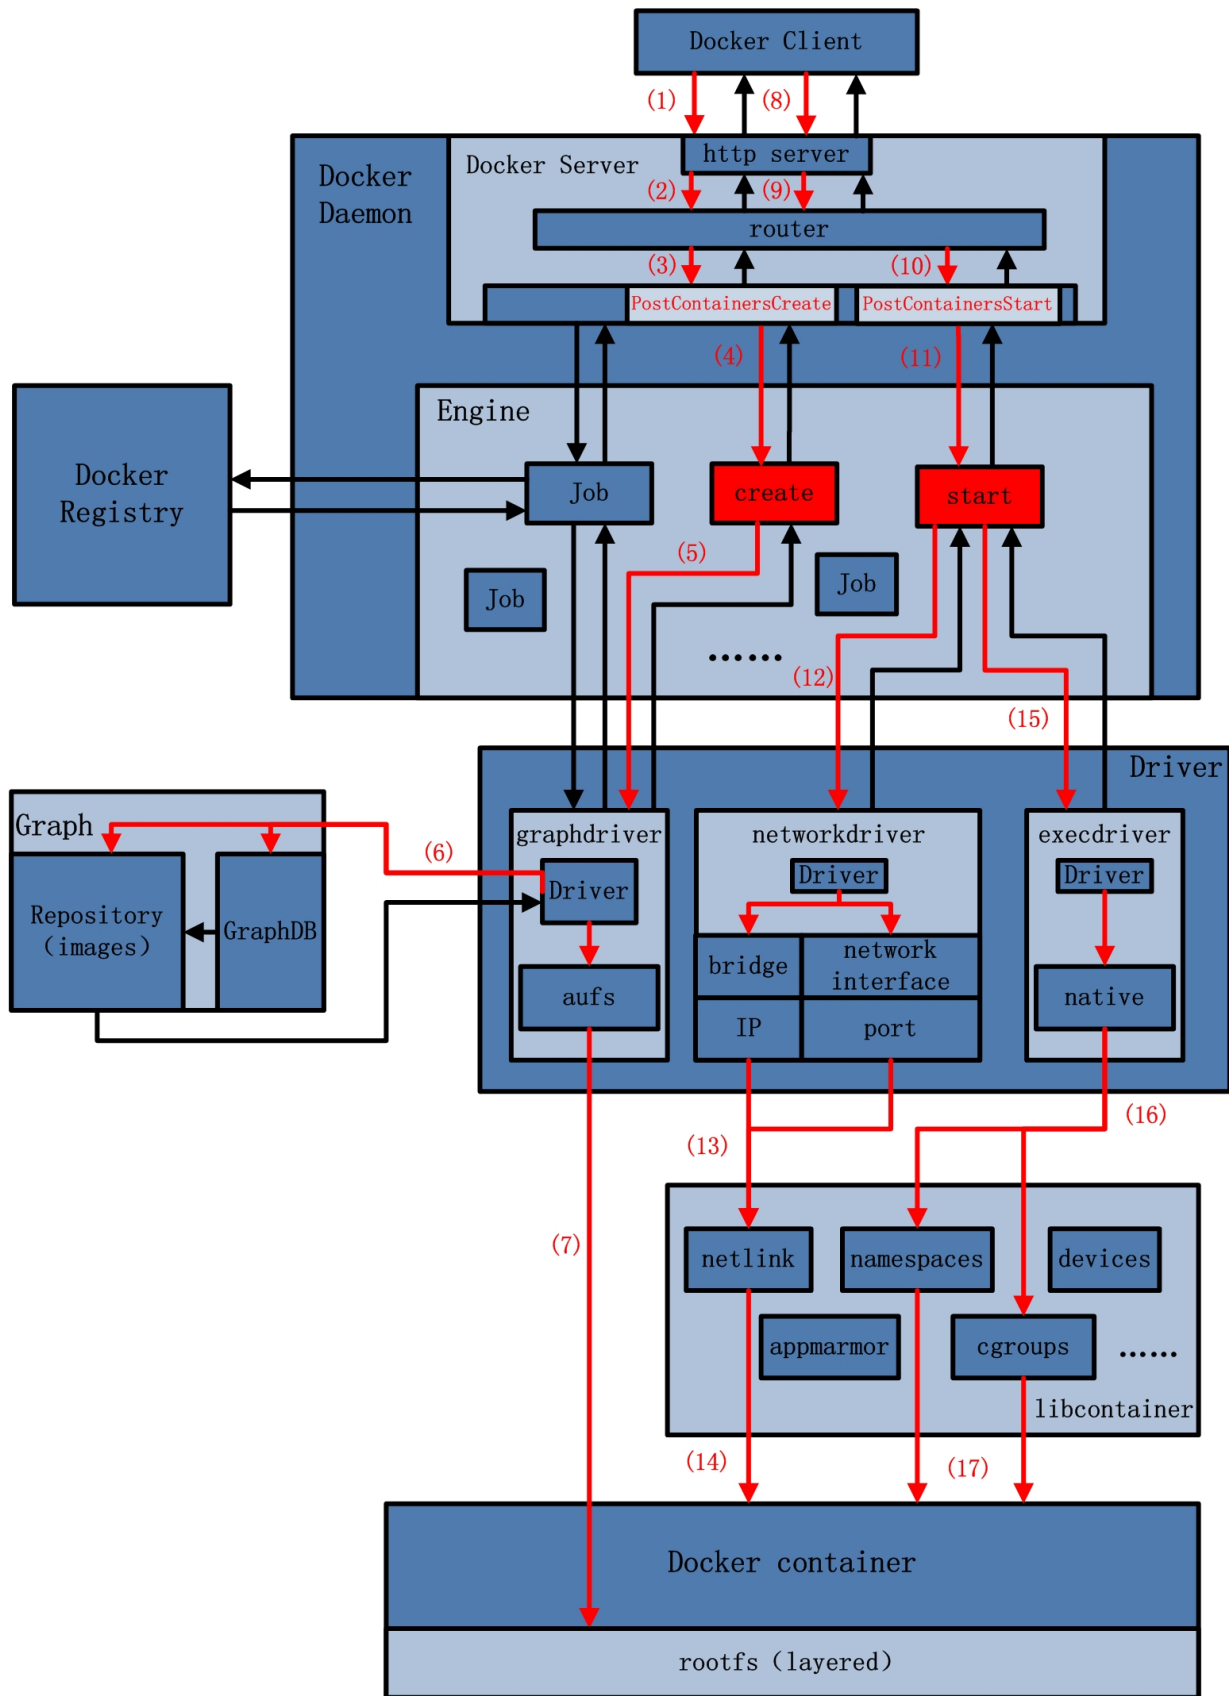 Docker Client
(1)
(8)
http server
Docker Server
Docker
Daemon
(2)
(9)
router
(3)
(10)
PostContainersCreate
PostContainersStart
(4)
(11)
Engine
Docker
Registry
Job
create
start
(5)
Job
Job
······
(12)
(15)
Driver
Graph
graphdriver
networkdriver
execdriver
(6)
Driver
Driver
Driver
Repository
（images）
GraphDB
bridge
network
interface
aufs
native
IP
port
(13)
(16)
(7)
netlink
namespaces
devices
appmarmor
cgroups
······
libcontainer
(14)
(17)
Docker container
rootfs（layered）